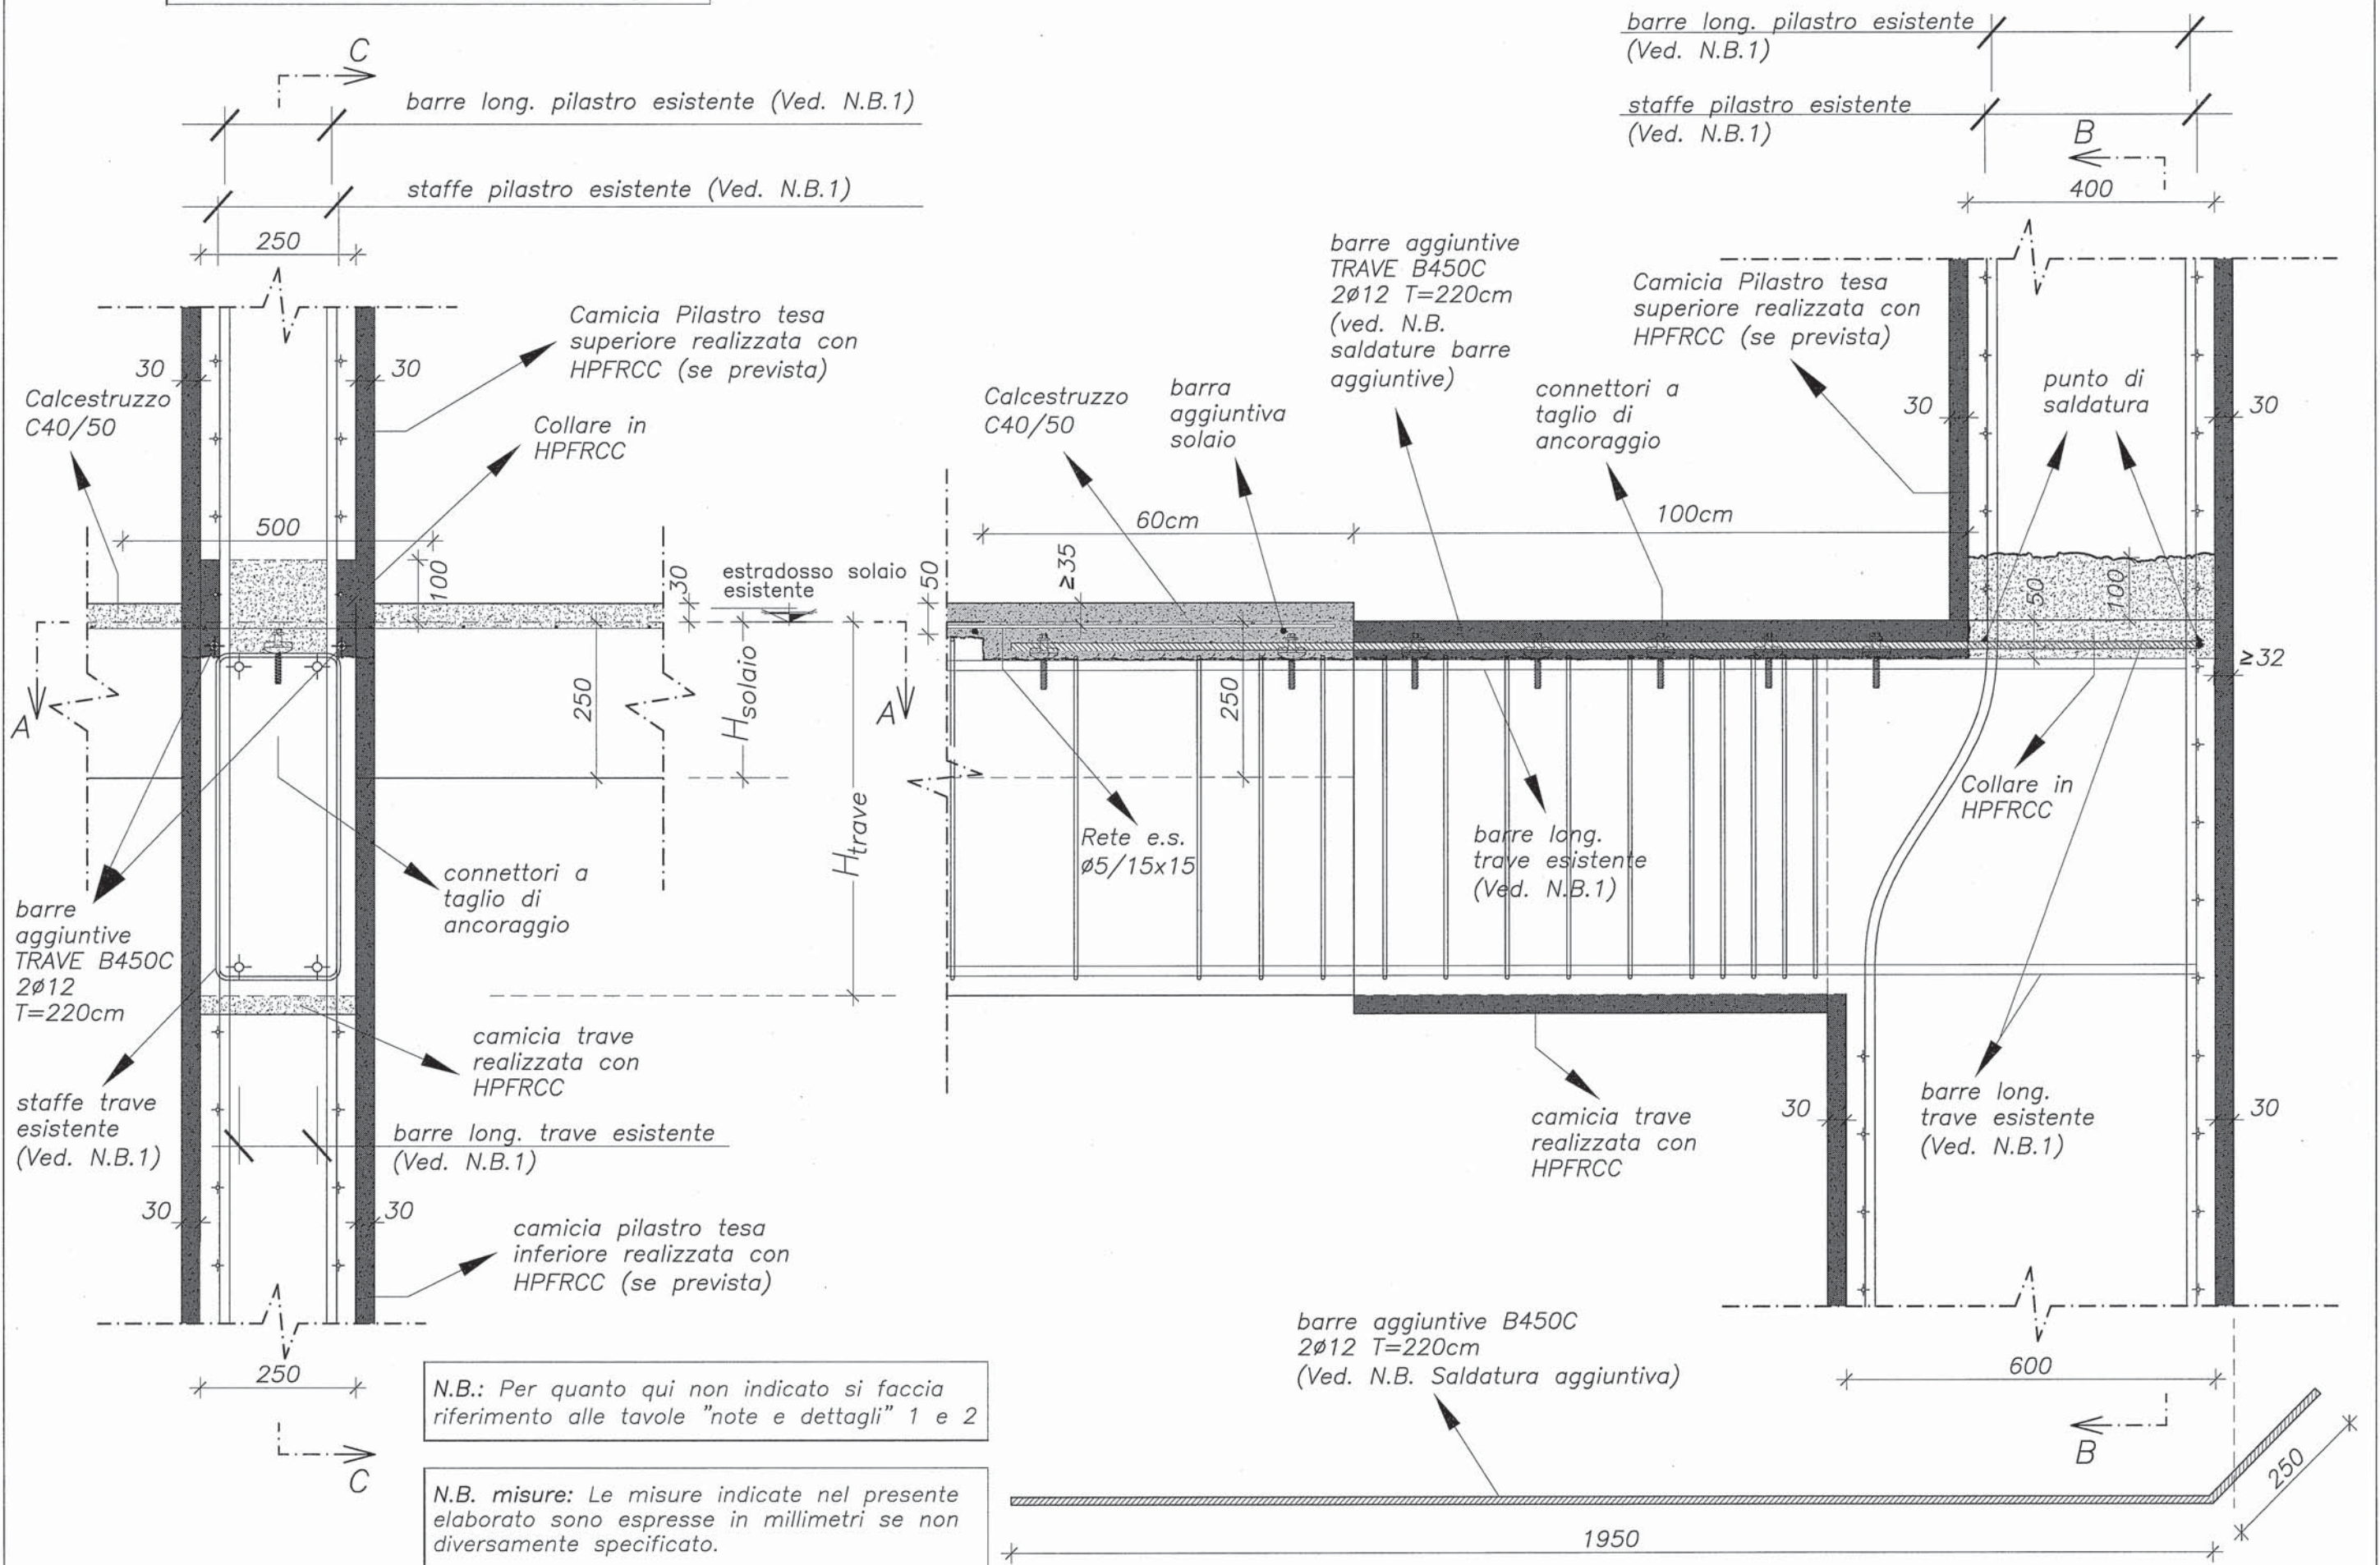 C
barre long. pilastro esistente (Ved. N.B.1)
staffe pilastro esistente (Ved. N.B.1)
250
Camicia Pilastro tesa
superiore realizzata con
HPFRCC (se prevista)
30
30
Calcestruzzo
C40/50
Collare in
HPFRCC
500
100
30
estradosso solaio
esistente
A
250
Hsolaio
Htrave
connettori a
taglio di
ancoraggio
barre
aggiuntive
TRAVE B450C
2ø12
T=220cm
camicia trave
realizzata con
HPFRCC
staffe trave
esistente
(Ved. N.B.1)
barre long. trave esistente
(Ved. N.B.1)
30
30
camicia pilastro tesa
inferiore realizzata con
HPFRCC (se prevista)
250
C
N.B.: Per quanto qui non indicato si faccia
riferimento alle tavole "note e dettagli" 1 e 2
N.B. misure: Le misure indicate nel presente
elaborato sono espresse in millimetri se non
diversamente specificato.
barre long. pilastro esistente
(Ved. N.B.1)
staffe pilastro esistente
(Ved. N.B.1)
B
400
barre aggiuntive
TRAVE B450C
2ø12 T=220cm
(ved. N.B.
saldature barre
aggiuntive)
Camicia Pilastro tesa
superiore realizzata con
HPFRCC (se prevista)
Calcestruzzo
C40/50
barra
aggiuntiva
solaio
connettori a
taglio di
ancoraggio
30
punto di
saldatura
30
60cm
100cm
50
≥35
50
100
A
250
≥32
Collare in
HPFRCC
Rete e.s.
ø5/15x15
barre long.
trave esistente
(Ved. N.B.1)
camicia trave
realizzata con
HPFRCC
30
barre long.
trave esistente
(Ved. N.B.1)
30
barre aggiuntive B450C
2ø12 T=220cm
(Ved. N.B. Saldatura aggiuntiva)
600
B
250
1950